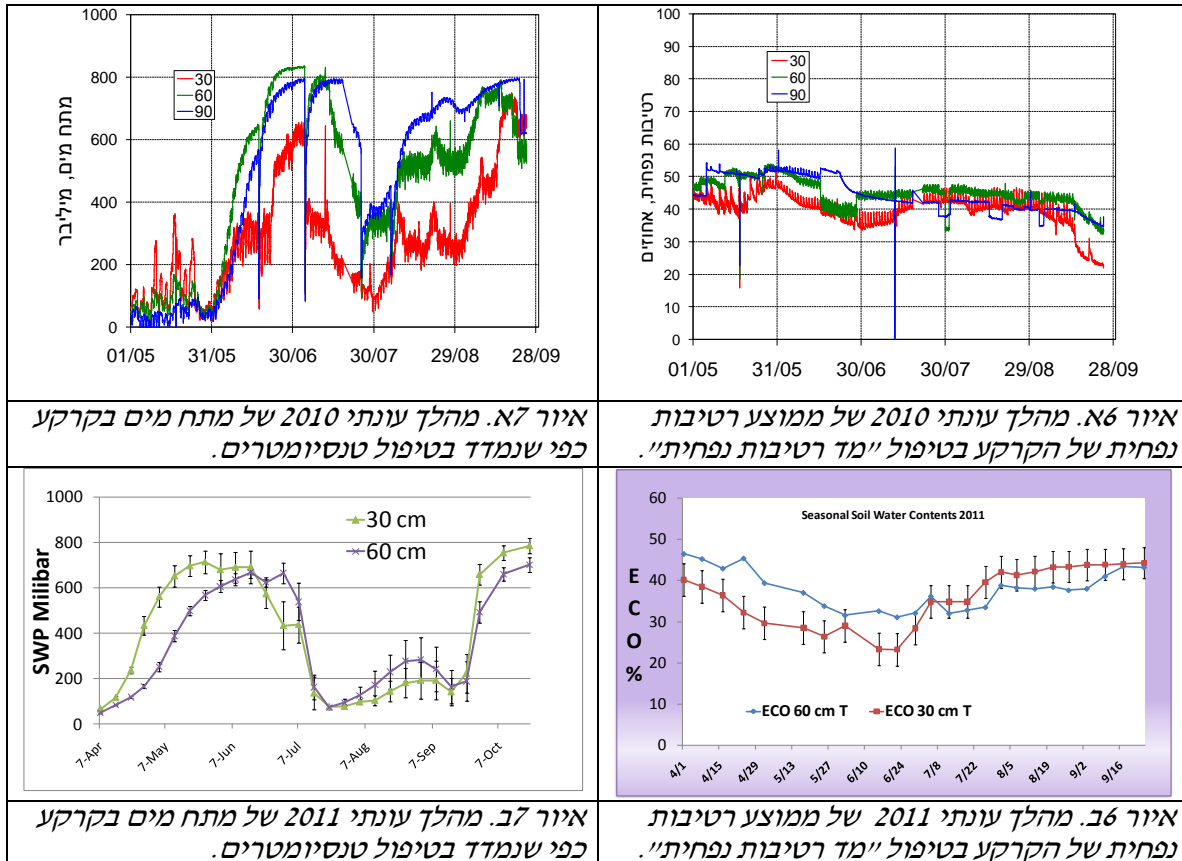 1000
800
600
400
200
0
מתח מים, מיליבר
30
60
90
01/05 31/05 30/06 30/07 29/08 28/09
100
90
80
70
60
50
40
30
20
10
0
רטיבות נפחית, אחוזים
30
60
90
01/05 31/05 30/06 30/07 29/08 28/09
איור 6א. מהלך עונתי 2010 של ממוצע רטיבות
נפחית של הקרקע בטיפול "מד רטיבות נפחית".
איור 7א. מהלך עונתי 2010 של מתח מים בקרקע
כפי שנמדד בטיפול טנסיומטרים.
1000
800
600
400
200
0
SWP Milibar
30 cm
60 cm
7-Apr 7-May 7-Jun 7-Jul 7-Aug 7-Sep 7-Oct
Seasonal Soil Water Contents 2011
60
50
40
30
20
10
0
E
C
O
%
ECO 60 cm T ECO 30 cm T
4/1 4/15 4/29 5/13 5/27 6/10 6/24 7/8 7/22 8/5 8/19 9/2 9/16
איור 6ב. מהלך עונתי 2011 של ממוצע רטיבות
נפחית של הקרקע בטיפול "מד רטיבות נפחית".
איור 7ב. מהלך עונתי 2011 של מתח מים בקרקע
כפי שנמדד בטיפול טנסיומטרים.